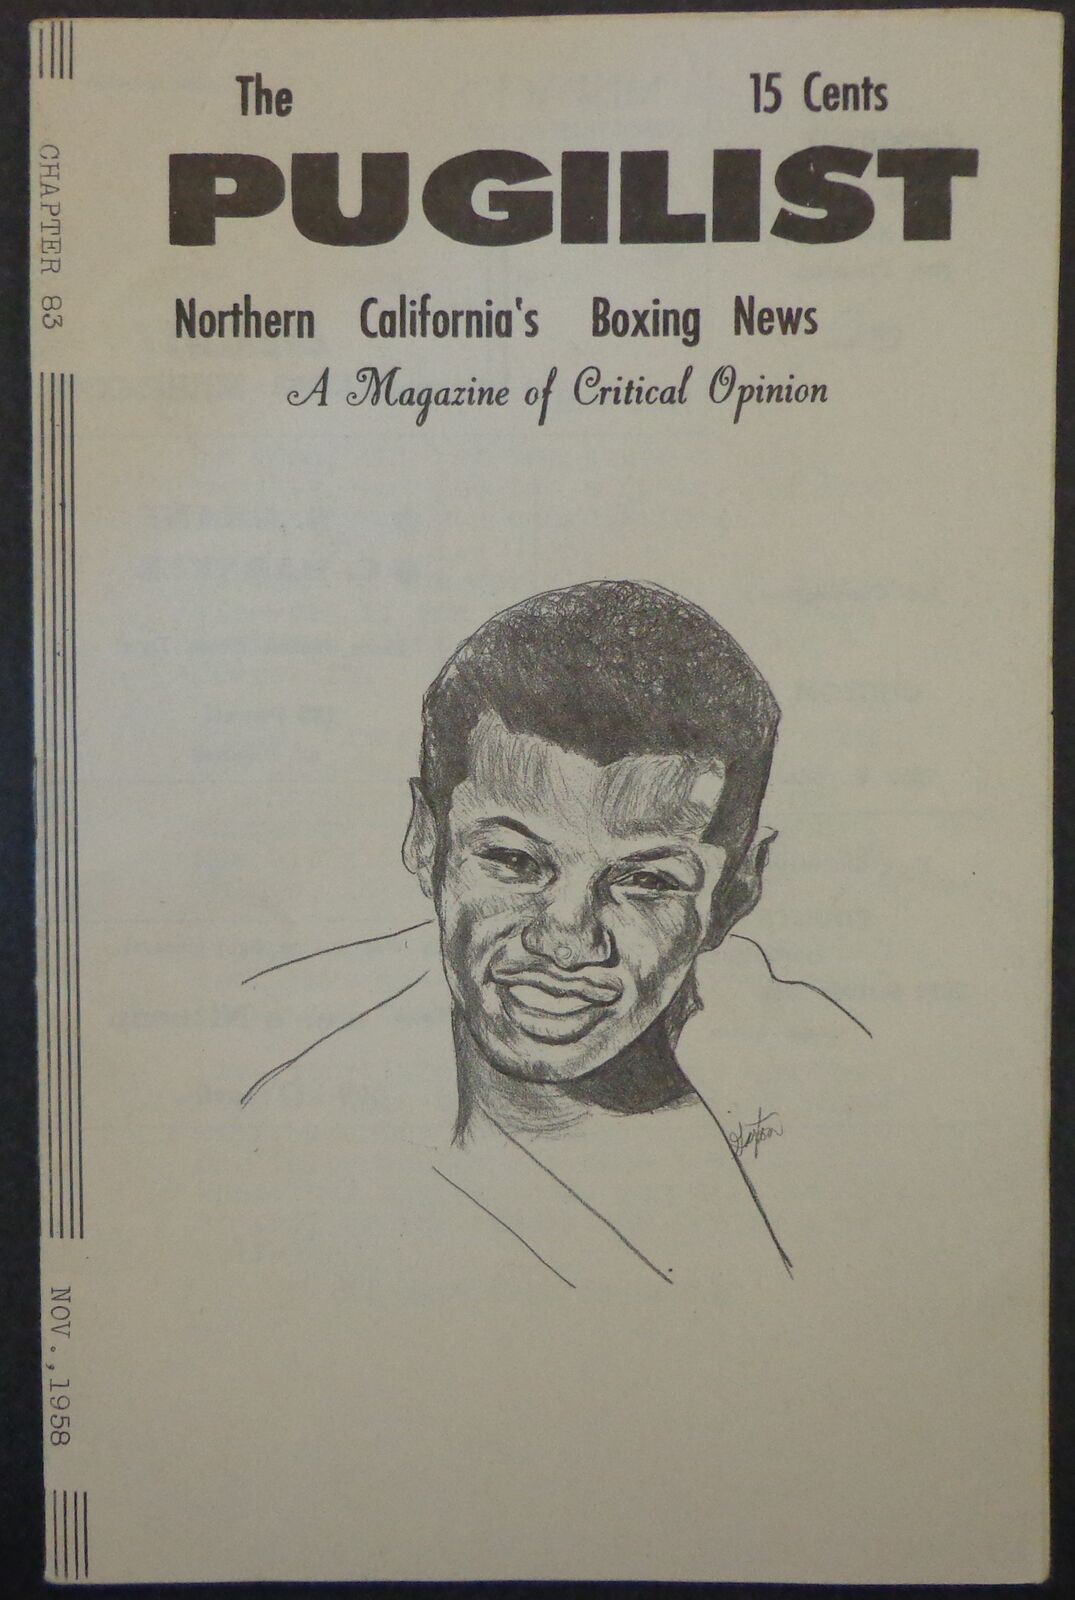 The
15 Cents
PUGILIST
Northern California's Boxing News
A Magazine of Critical Opinion
CHAPTER 83
NOV.,1958